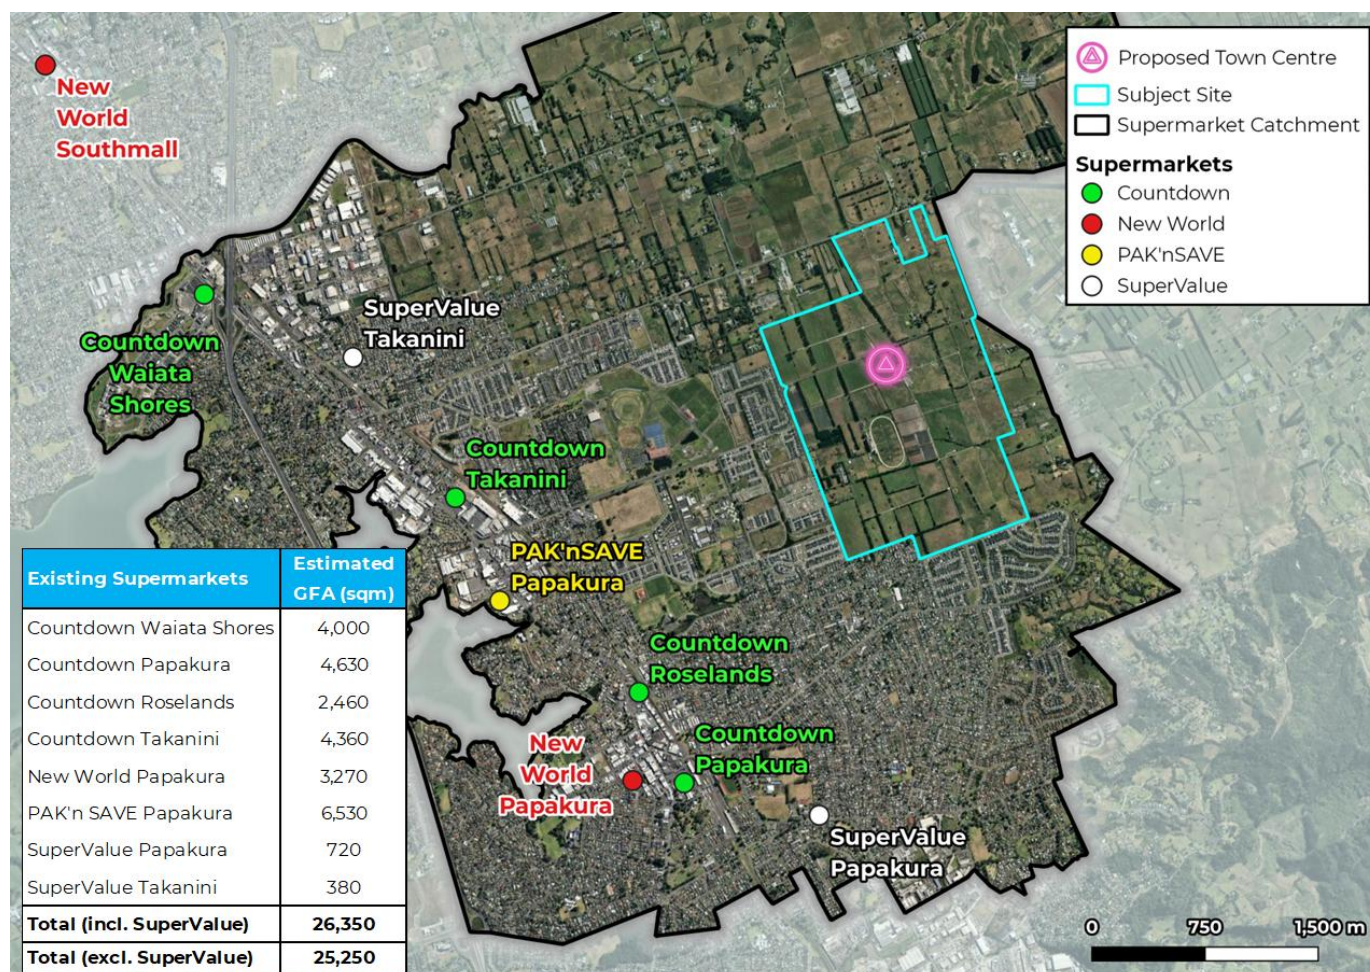 New
World
Southmall
Proposed Town Centre
Subject Site
Supermarket Catchment
Supermarkets
Countdown
New World
PAK'nSAVE
SuperValue
SuperValue
Takanini
Countdown
Waiata
Shores
Countdown
Takanini
PAK'nSAVE
Papakura
Countdown
Roselands
New
World
Papakura
Countdown
Papakura
SuperValue
Papakura
Existing Supermarkets Estimated GFA (sqm)
Countdown Waiata Shores 4,000
Countdown Papakura 4,630
Countdown Roselands 2,460
Countdown Takanini 4,360
New World Papakura 3,270
PAK'n SAVE Papakura 6,530
SuperValue Papakura 720
SuperValue Takanini 380
Total (incl. SuperValue) 26,350
Total (excl. SuperValue) 25,250
0 750 1,500 m